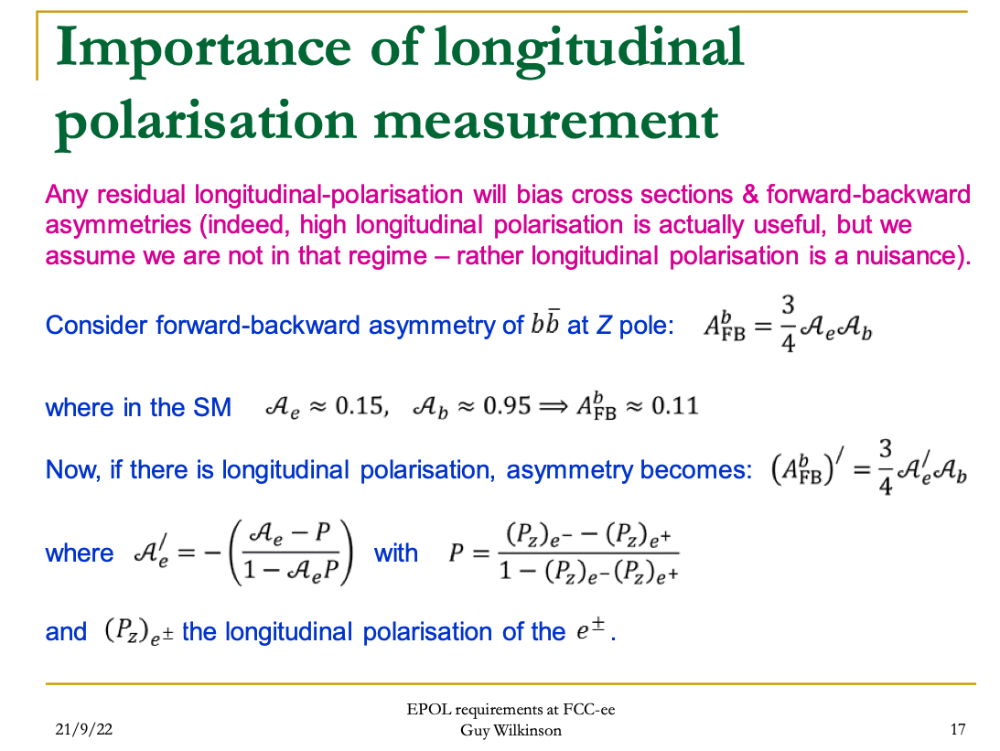 Importance of longitudinal
polarisation measurement
Any residual longitudinal-polarisation will bias cross sections & forward-backward
asymmetries (indeed, high longitudinal polarisation is actually useful, but we
assume we are not in that regime – rather longitudinal polarisation is a nuisance).
Consider forward-backward asymmetry of $b\bar{b}$ at Z pole: $A_{\mathrm{FB}}^{b} = \frac{3}{4}\mathcal{A}_e\mathcal{A}_b$
where in the SM $\mathcal{A}_e \approx 0.15, \; \mathcal{A}_b \approx 0.95 \Longrightarrow A_{\mathrm{FB}}^{b} \approx 0.11$
Now, if there is longitudinal polarisation, asymmetry becomes: $\left(A_{\mathrm{FB}}^{b}\right)^{/} = \frac{3}{4}\mathcal{A}_e^{/}\mathcal{A}_b$
where $\mathcal{A}_e^{/} = -\left(\frac{\mathcal{A}_e - P}{1 - \mathcal{A}_e P}\right)$ with $P = \frac{(P_z)_{e^-} - (P_z)_{e^+}}{1 - (P_z)_{e^-}(P_z)_{e^+}}$
and $(P_z)_{e^\pm}$ the longitudinal polarisation of the $e^\pm$.
21/9/22
EPOL requirements at FCC-ee
Guy Wilkinson
17